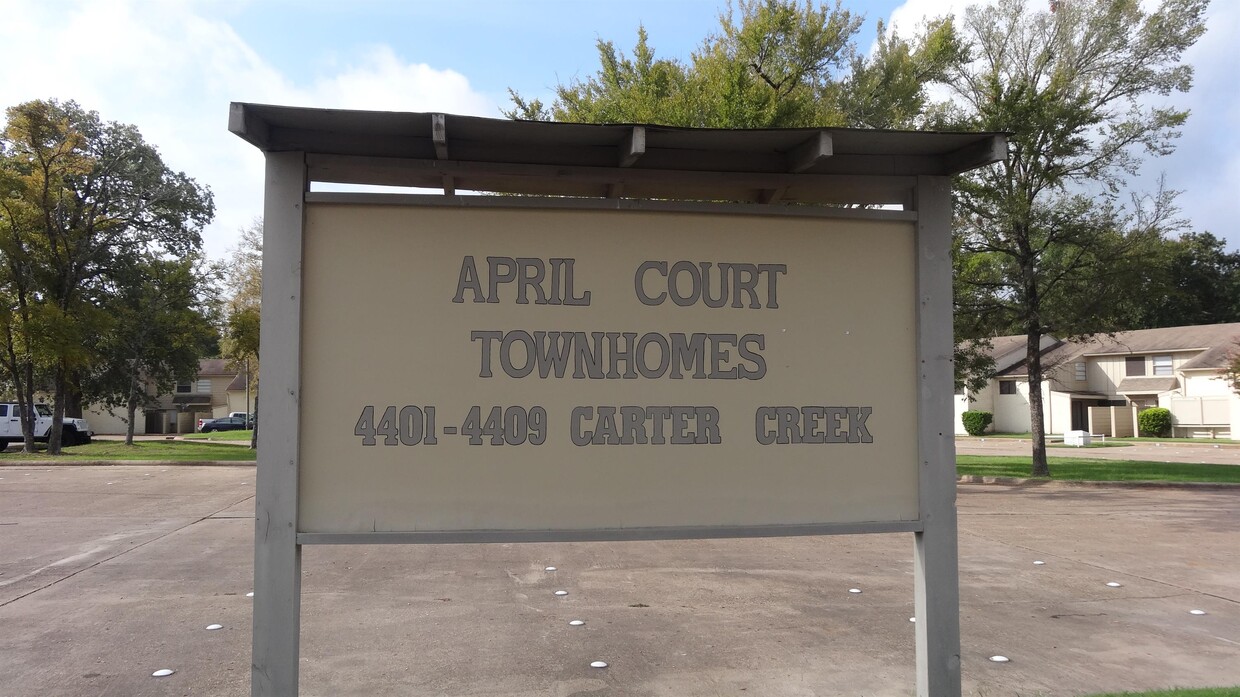 APRIL COURT
TOWNHOMES
4401-4409 CARTER CREEK